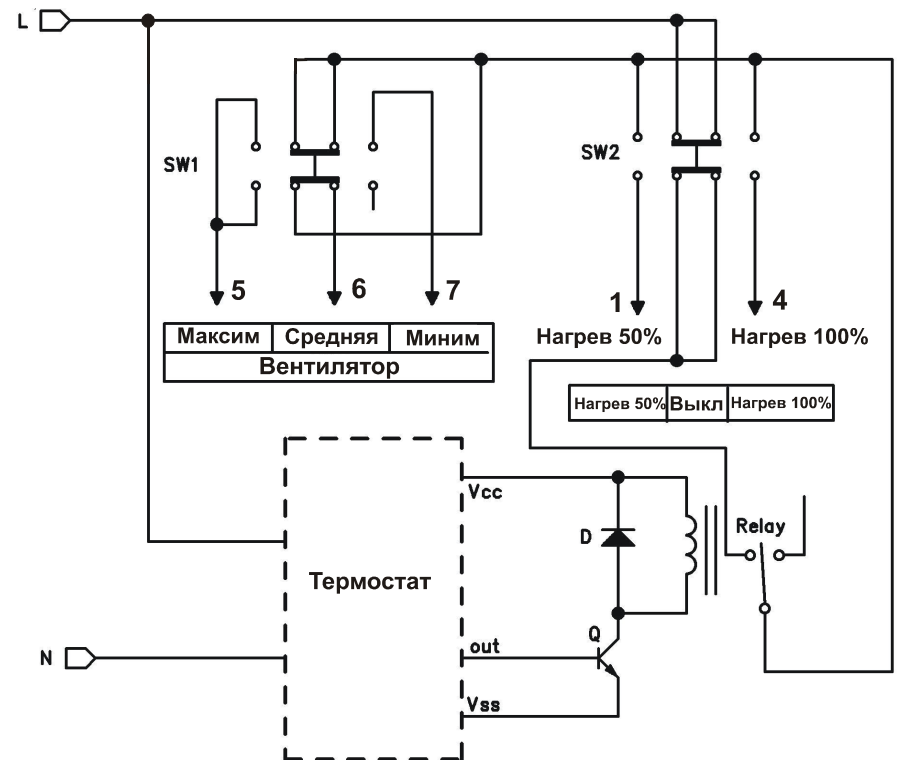 L
SW1
SW2
5
6
7
1
4
Максим Средняя Миним
Вентилятор
Нагрев 50%
Нагрев 100%
Нагрев 50% Выкл Нагрев 100%
Vcc
D
Relay
Термостат
Q
N
out
Vss